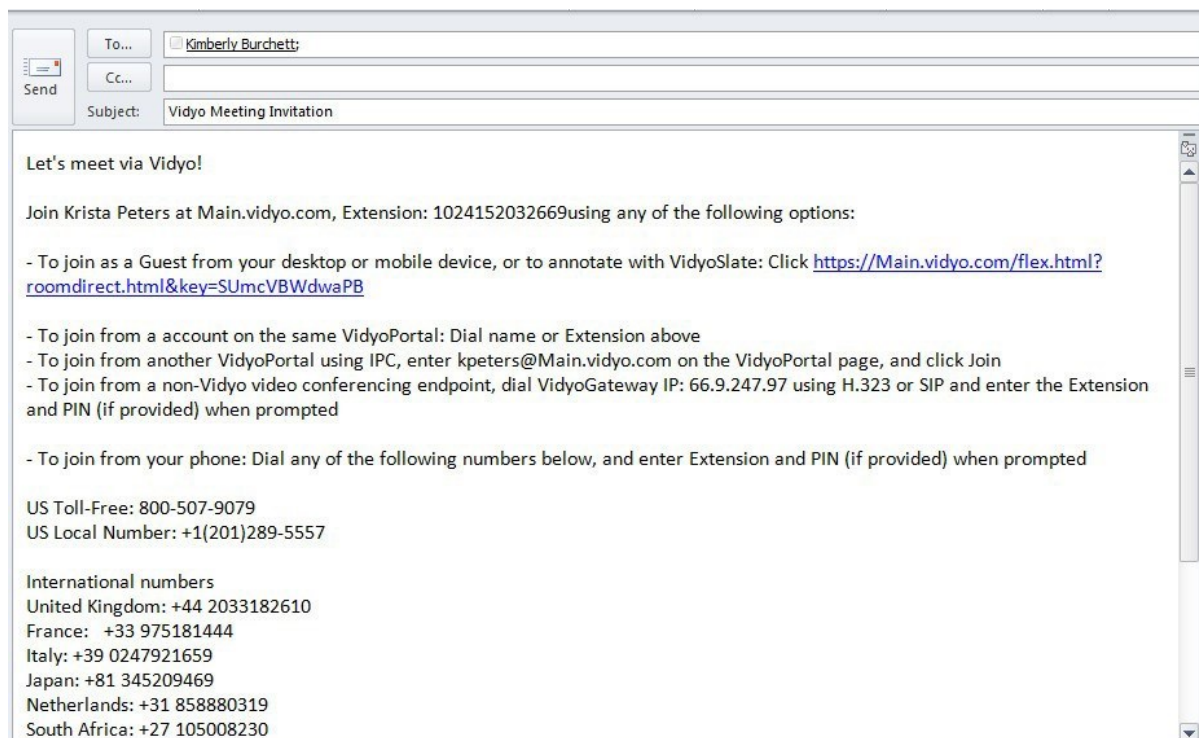 To...
Kimberly Burchett;
Cc...
Send
Subject:
Vidyo Meeting Invitation
Let's meet via Vidyo!
Join Krista Peters at Main.vidyo.com, Extension: 1024152032669using any of the following options:
- To join as a Guest from your desktop or mobile device, or to annotate with VidyoSlate: Click https://Main.vidyo.com/flex.html?
roomdirect.html&key=SUmcVBWdwaPB
- To join from a account on the same VidyoPortal: Dial name or Extension above
- To join from another VidyoPortal using IPC, enter kpeters@Main.vidyo.com on the VidyoPortal page, and click Join
- To join from a non-Vidyo video conferencing endpoint, dial VidyoGateway IP: 66.9.247.97 using H.323 or SIP and enter the Extension
and PIN (if provided) when prompted
- To join from your phone: Dial any of the following numbers below, and enter Extension and PIN (if provided) when prompted
US Toll-Free: 800-507-9079
US Local Number: +1(201)289-5557
International numbers
United Kingdom: +44 2033182610
France:   +33 975181444
Italy: +39 0247921659
Japan: +81 345209469
Netherlands: +31 858880319
South Africa: +27 105008230